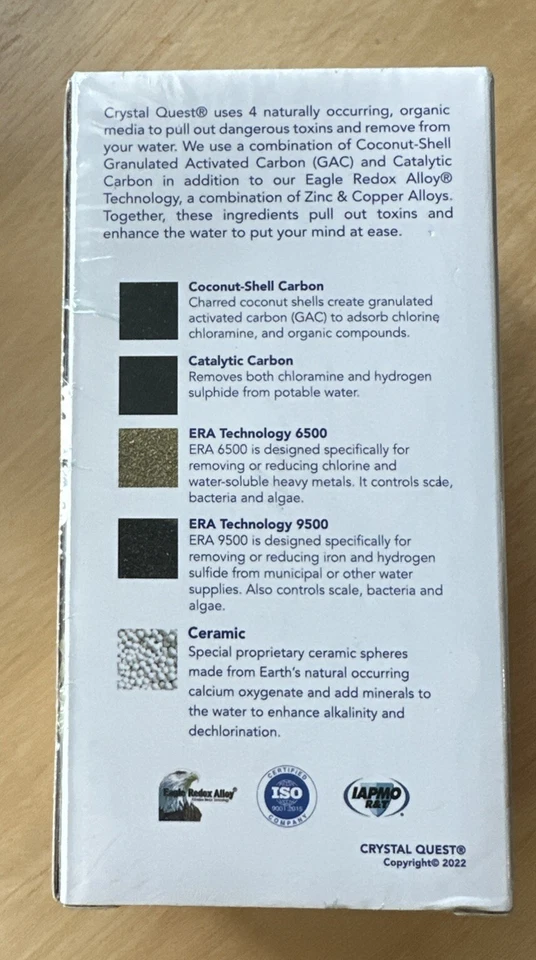 Crystal Quest® uses 4 naturally occurring, organic
media to pull out dangerous toxins and remove from
your water. We use a combination of Coconut-Shell
Granulated Activated Carbon (GAC) and Catalytic
Carbon in addition to our Eagle Redox Alloy®
Technology, a combination of Zinc & Copper Alloys.
Together, these ingredients pull out toxins and
enhance the water to put your mind at ease.
Coconut-Shell Carbon
Charred coconut shells create granulated
activated carbon (GAC) to adsorb chlorine,
chloramine, and organic compounds.
Catalytic Carbon
Removes both chloramine and hydrogen
sulphide from potable water.
ERA Technology 6500
ERA 6500 is designed specifically for
removing or reducing chlorine and
water-soluble heavy metals. It controls scale,
bacteria and algae.
ERA Technology 9500
ERA 9500 is designed specifically for
removing or reducing iron and hydrogen
sulfide from municipal or other water
supplies. Also controls scale, bacteria and
algae.
Ceramic
Special proprietary ceramic spheres
made from Earth's natural occurring
calcium oxygenate and add minerals to
the water to enhance alkalinity and
dechlorination.
Eagle Redox Alloy®
CERTIFIED
ISO
9001:2015
COMPANY
IAPMO
R&T®
CRYSTAL QUEST®
Copyright© 2022